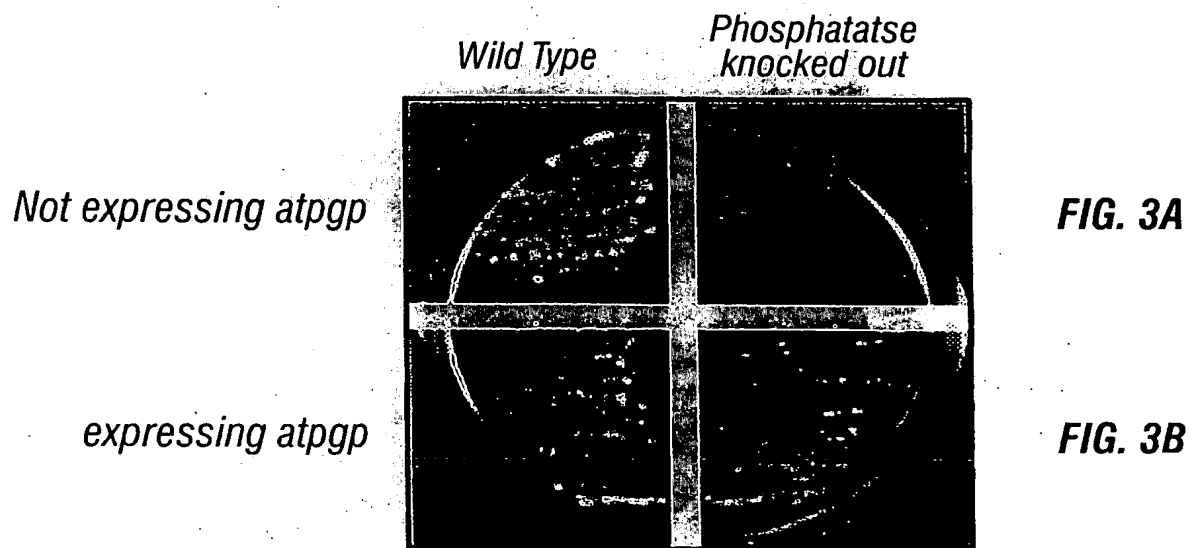 Wild Type
Phosphatatse
knocked out
Not expressing atpgp
FIG. 3A
expressing atpgp
FIG. 3B